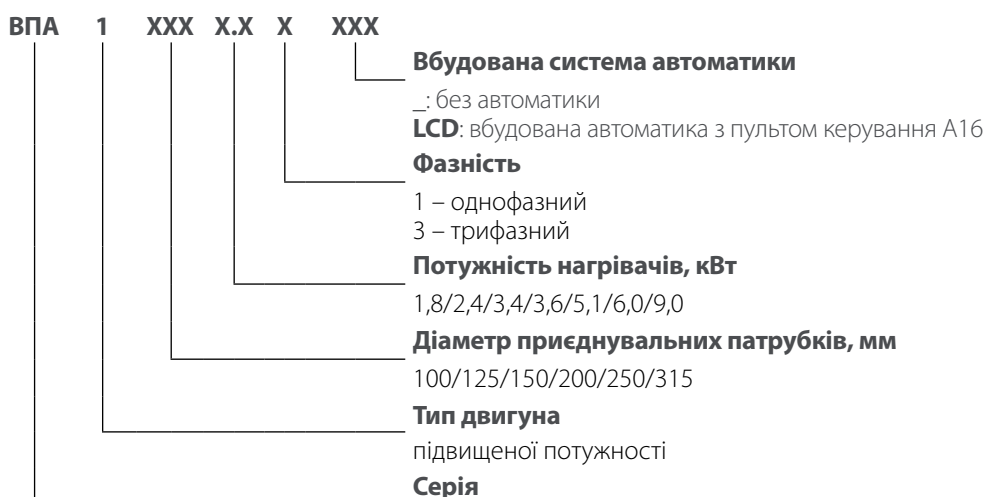 ВПА 1 XXX X.X X XXX
Вбудована система автоматики
_: без автоматики
LCD: вбудована автоматика з пультом керування А16
Фазність
1 – однофазний
3 – трифазний
Потужність нагрівачів, кВт
1,8/2,4/3,4/3,6/5,1/6,0/9,0
Діаметр приєднувальних патрубків, мм
100/125/150/200/250/315
Тип двигуна
підвищеної потужності
Серія